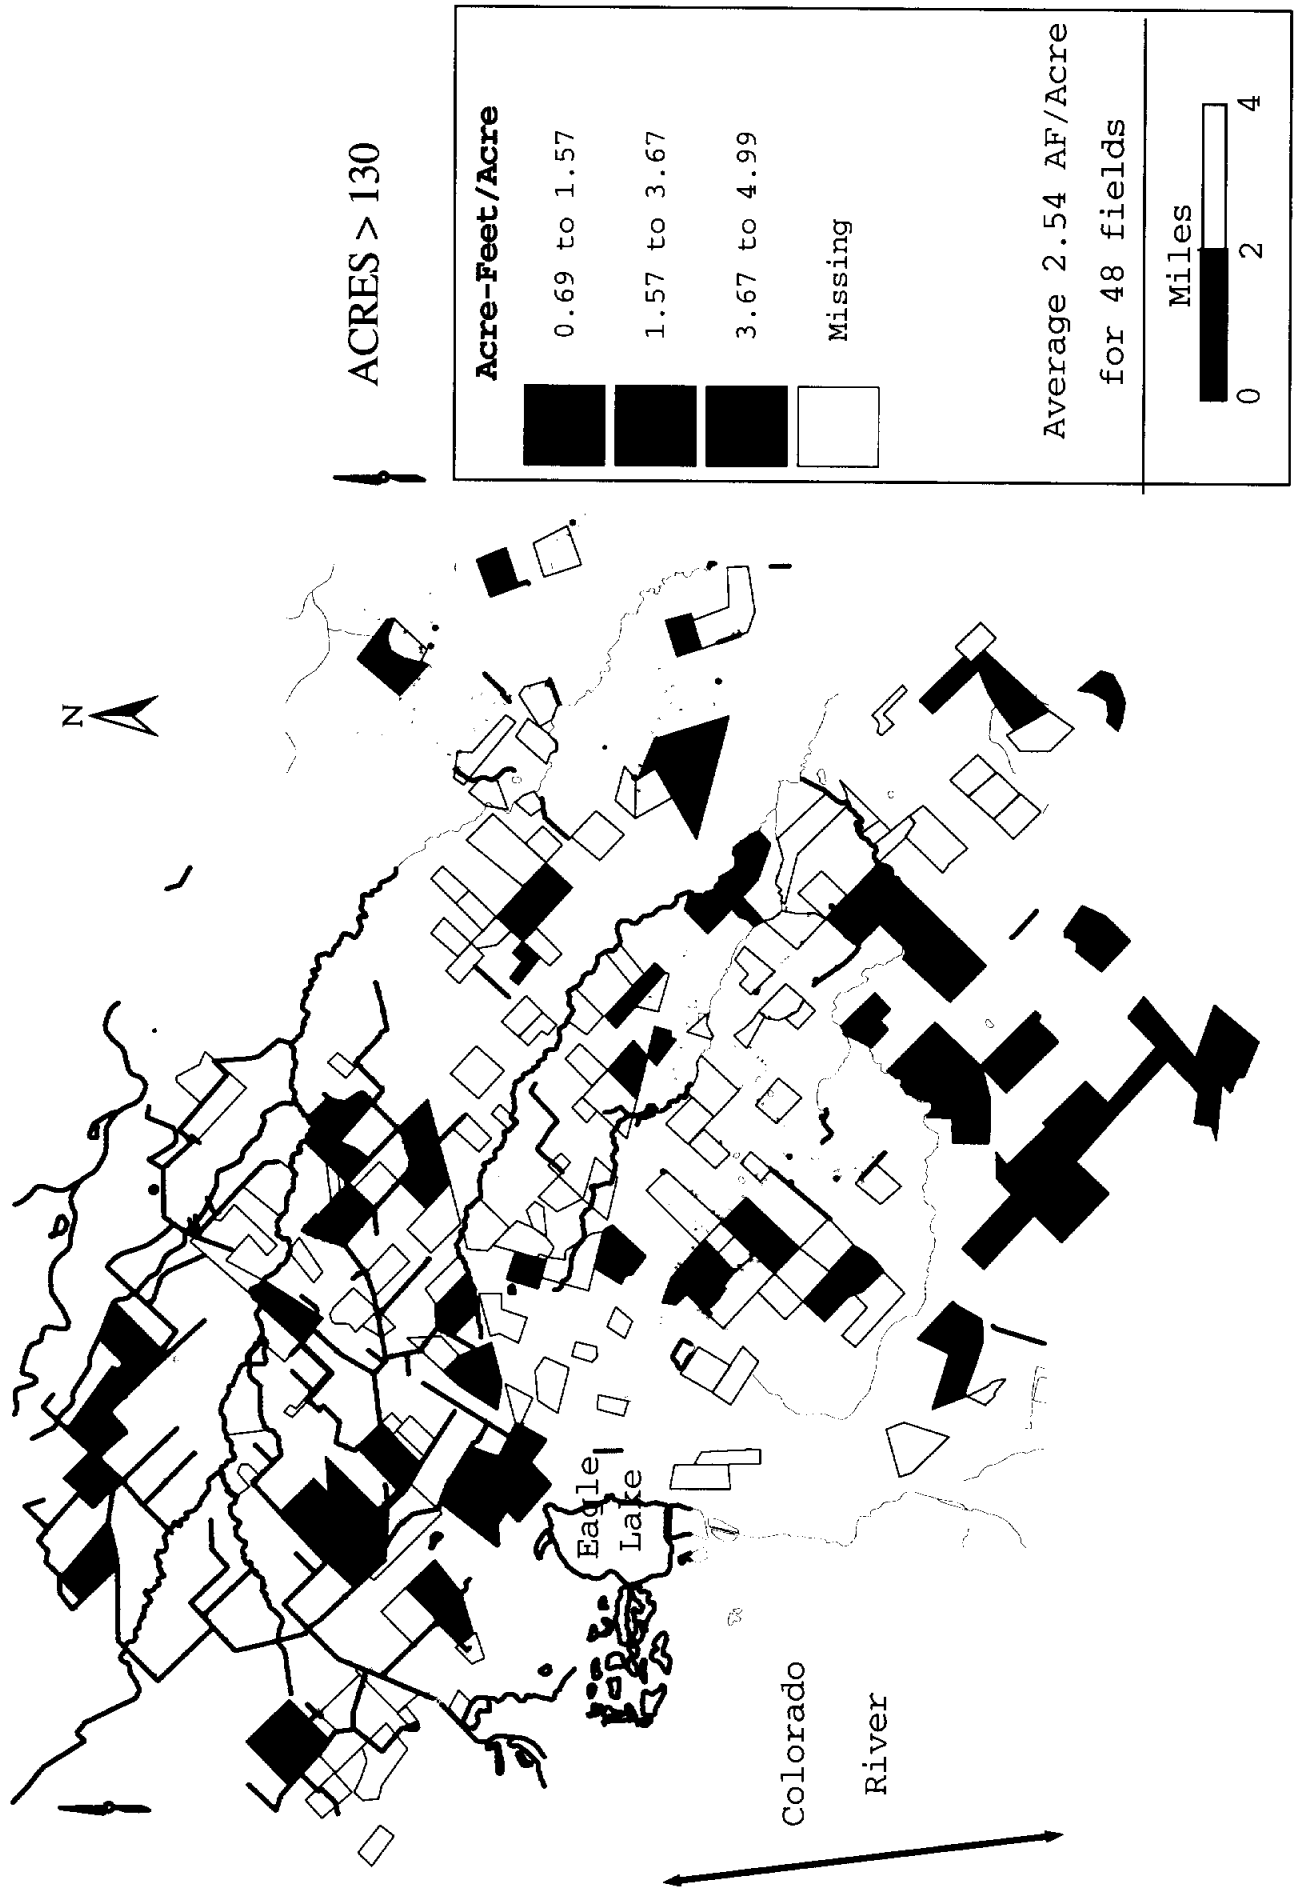 ACRES > 130
Acre-Feet/Acre
0.69 to 1.57
1.57 to 3.67
3.67 to 4.99
Missing
Average 2.54 AF/Acre
for 48 fields
Miles
0 2 4
N
Eagle
Lake
Colorado
River